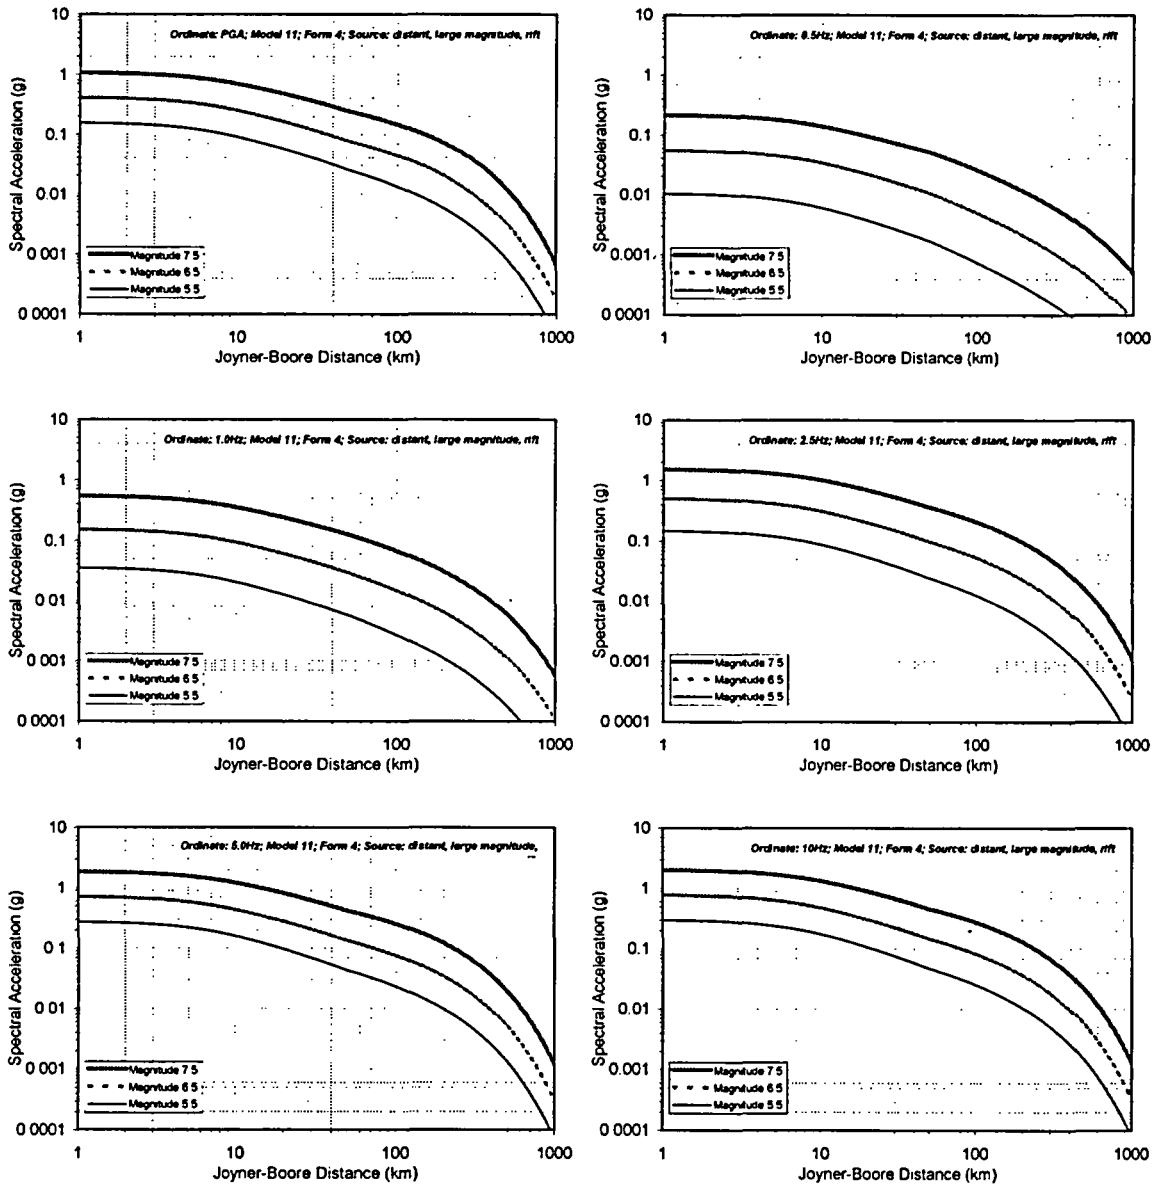 Ordinate: PGA; Model 11; Form 4; Source: distant, large magnitude, rift
10
1
0.1
0.01
0.001
0 0001
Spectral Acceleration (g)
Magnitude 7 5
Magnitude 6 5
Magnitude 5 5
1
10
100
1000
Joyner-Boore Distance (km)
Ordinate: 0.5Hz; Model 11; Form 4; Source: distant, large magnitude, rift
10
1
0.1
0.01
0.001
0 0001
Spectral Acceleration (g)
Magnitude 7 5
Magnitude 6 5
Magnitude 5 5
1
10
100
1000
Joyner-Boore Distance (km)
Ordinate: 1.0Hz; Model 11; Form 4; Source: distant, large magnitude, rift
10
1
0.1
0.01
0.001
0 0001
Spectral Acceleration (g)
Magnitude 7 5
Magnitude 6 5
Magnitude 5 5
1
10
100
1000
Joyner-Boore Distance (km)
Ordinate: 2.5Hz; Model 11; Form 4; Source: distant, large magnitude, rift
10
1
0.1
0.01
0.001
0 0001
Spectral Acceleration (g)
Magnitude 7 5
Magnitude 6 5
Magnitude 5 5
1
10
100
1000
Joyner-Boore Distance (km)
Ordinate: 5.0Hz; Model 11; Form 4; Source: distant, large magnitude,
10
1
0.1
0.01
0.001
0 0001
Spectral Acceleration (g)
Magnitude 7 5
Magnitude 6 5
Magnitude 5 5
1
10
100
1000
Joyner-Boore Distance (km)
Ordinate: 10Hz; Model 11; Form 4; Source: distant, large magnitude, rift
10
1
0.1
0.01
0.001
0 0001
Spectral Acceleration (g)
Magnitude 7 5
Magnitude 6 5
Magnitude 5 5
1
10
100
1000
Joyner-Boore Distance (km)